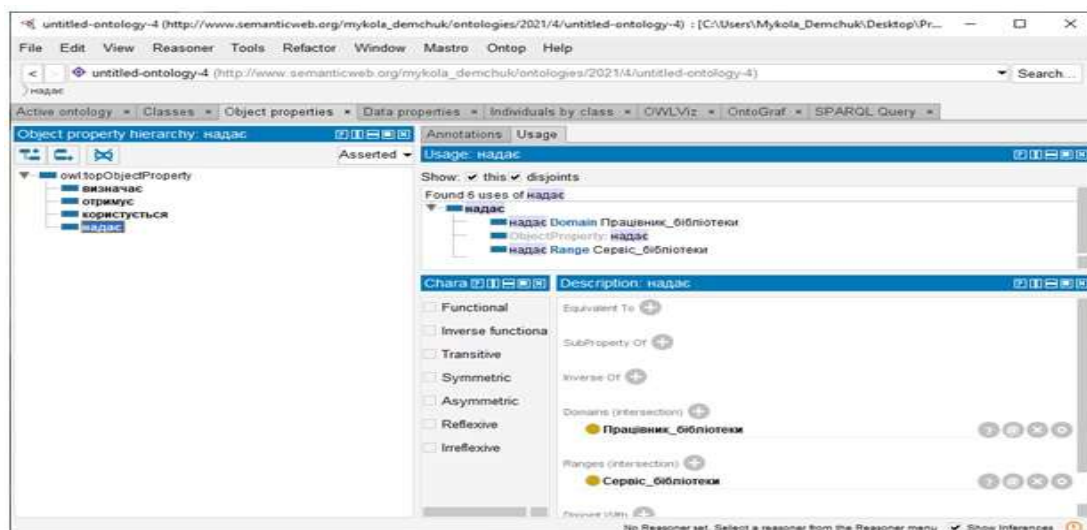 untitled-ontology-4 (http://www.semanticweb.org/mykola_demchuk/ontologies/2021/4/untitled-ontology-4) : [C:\Users\Mykola_Demchuk\Desktop\Pr...
File Edit View Reasoner Tools Refactor Window Mastro Ontop Help
< > untitled-ontology-4 (http://www.semanticweb.org/mykola_demchuk/ontologies/2021/4/untitled-ontology-4) Search...
надає
Active ontology × Classes × Object properties × Data properties × Individuals by class × OWLViz × OntoGraf × SPARQL Query ×
Object property hierarchy: надає
Asserted
owl:topObjectProperty
визначає
отримує
користується
надає
Annotations Usage
Usage: надає
Show: this disjoints
Found 6 uses of надає
надає
надає Domain Працівник_бібліотеки
ObjectProperty: надає
надає Range Сервіс_бібліотеки
Chara
Functional
Inverse functiona
Transitive
Symmetric
Asymmetric
Reflexive
Irreflexive
Description: надає
Equivalent To
SubProperty Of
Inverse Of
Domains (intersection)
Працівник_бібліотеки
Ranges (intersection)
Сервіс_бібліотеки
Disjoint With
No Reasoner set. Select a reasoner from the Reasoner menu Show Inferences